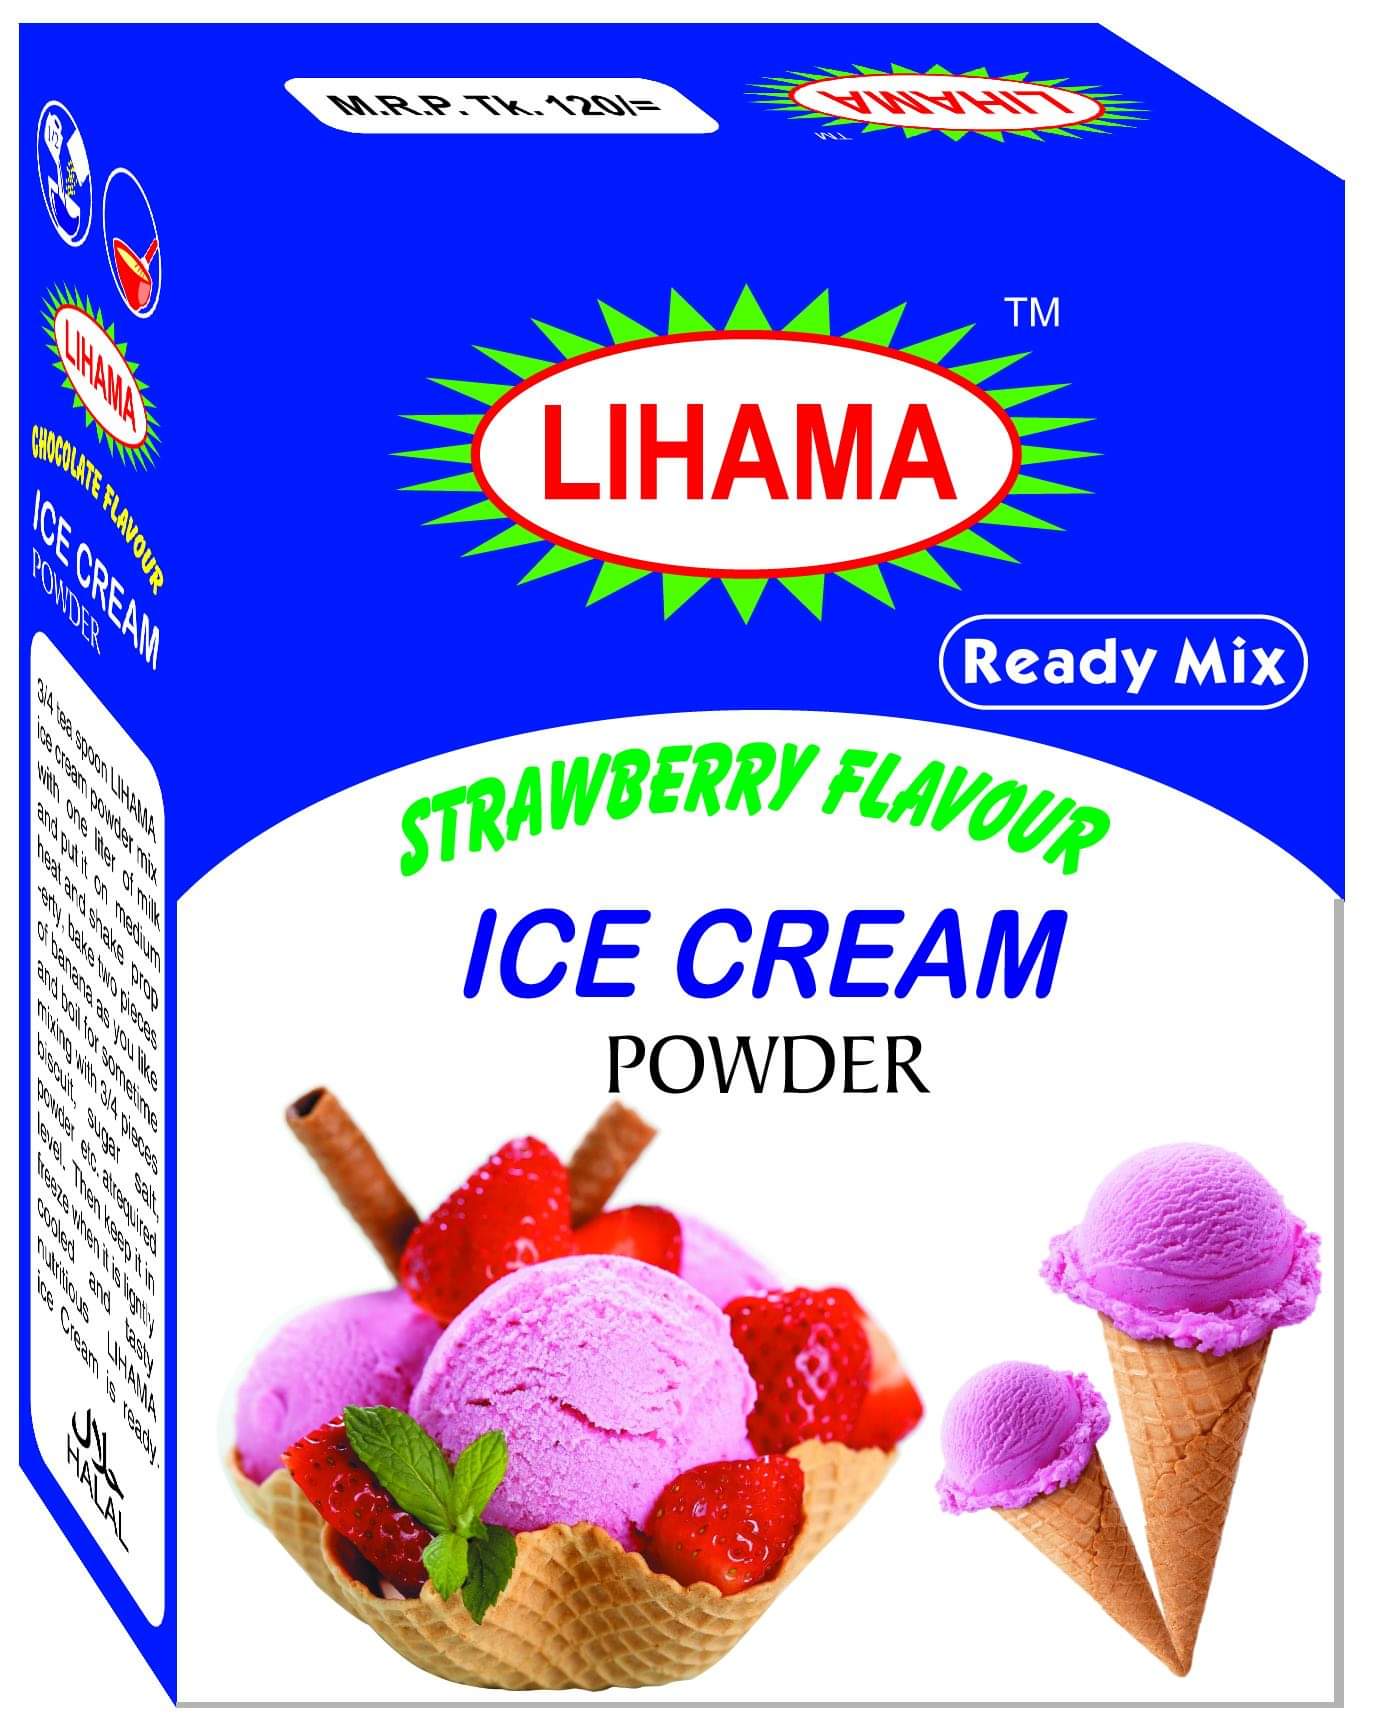 M.R.P. Tk. 120/=
LIHAMA
TM
LIHAMA
TM
Ready Mix
STRAWBERRY FLAVOUR
ICE CREAM
POWDER
LIHAMA
CHOCOLATE FLAVOUR
ICE CREAM
POWDER
3/4 tea spoon LIHAMA
ice cream powder mix
with one liter of milk
and put it on medium
heat and shake prop
-erty, bake two pieces
of banana as you like
and boil for sometime
mixing with 3/4 pieces
biscuit, sugar salt,
powder etc. atrequired
level. Then keep it in
freeze when it is lightly
cooled and tasty
nutritious LIHAMA
ice Cream is ready.
حلال
HALAL